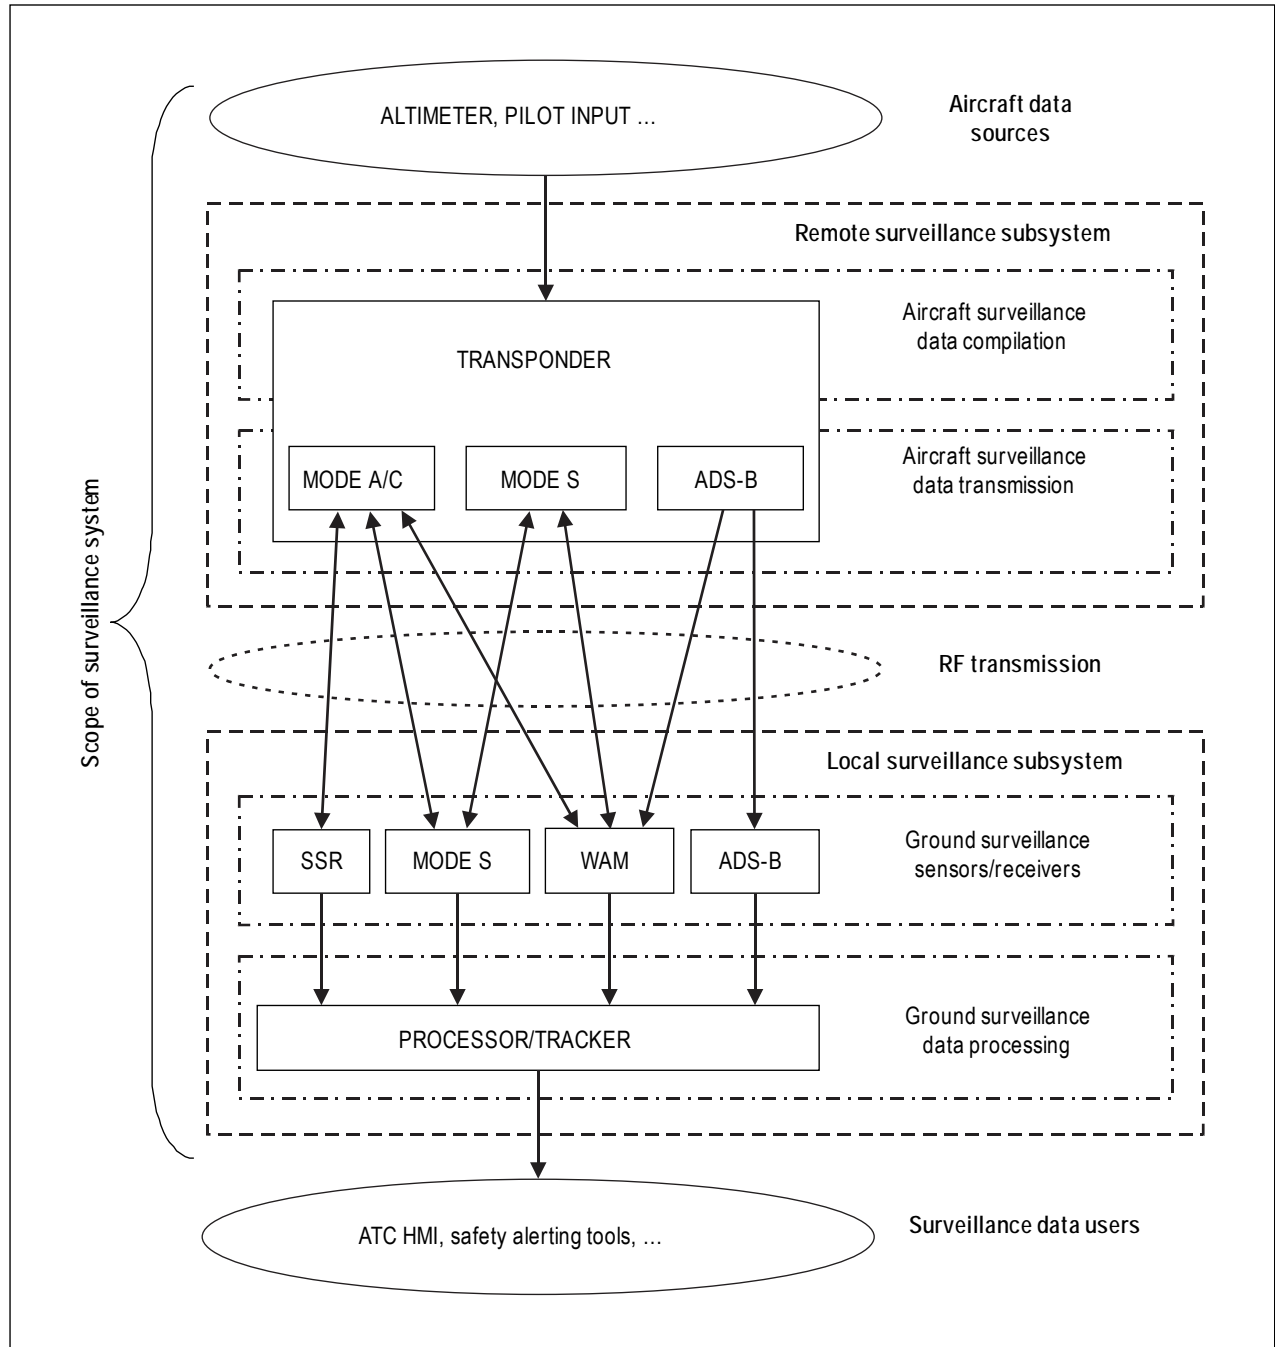 ALTIMETER, PILOT INPUT ...
Aircraft data
sources
Remote surveillance subsystem
Aircraft surveillance
data compilation
TRANSPONDER
Aircraft surveillance
data transmission
MODE A/C
MODE S
ADS-B
Scope of surveillance system
RF transmission
Local surveillance subsystem
Ground surveillance
sensors/receivers
SSR
MODE S
WAM
ADS-B
Ground surveillance
data processing
PROCESSOR/TRACKER
Surveillance data users
ATC HMI, safety alerting tools, ...